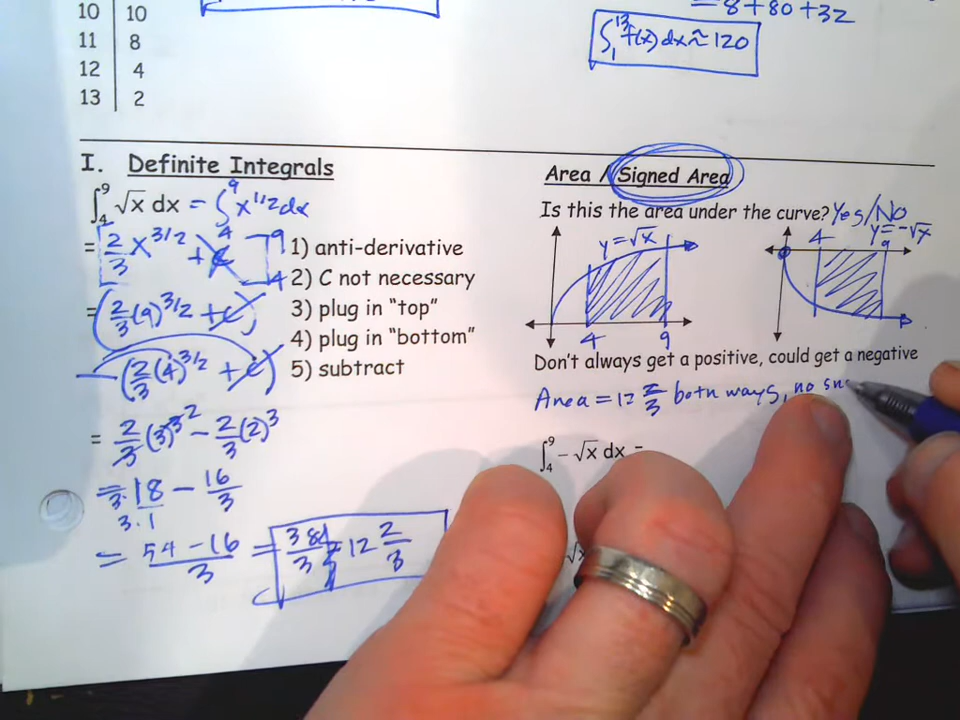 = 8 + 80 + 32
10 10
∫₁¹³ f(x) dx ≈ 120
11 8
12 4
13 2
I. Definite Integrals
∫₄⁹ √x dx = ∫₄⁹ x^1/2 dx
= [2/3 x^3/2 + C]₄⁹
1) anti-derivative
2) C not necessary
= (2/3 (9)^3/2 + C)
3) plug in "top"
4) plug in "bottom"
− (2/3 (4)^3/2 + C)
5) subtract
= 2/3 (3)^3 2 − 2/3 (2)^3
= 3· 18 − 16/3
3·1
= 54 − 16 / 3 = 38/3 = 12 2/3
Area / Signed Area
Is this the area under the curve? Yes/No
y = √x
4 9
y = −√x
4 9
Don't always get a positive, could get a negative
Area = 12 2/3 both ways, no
∫₄⁹ − √x dx =